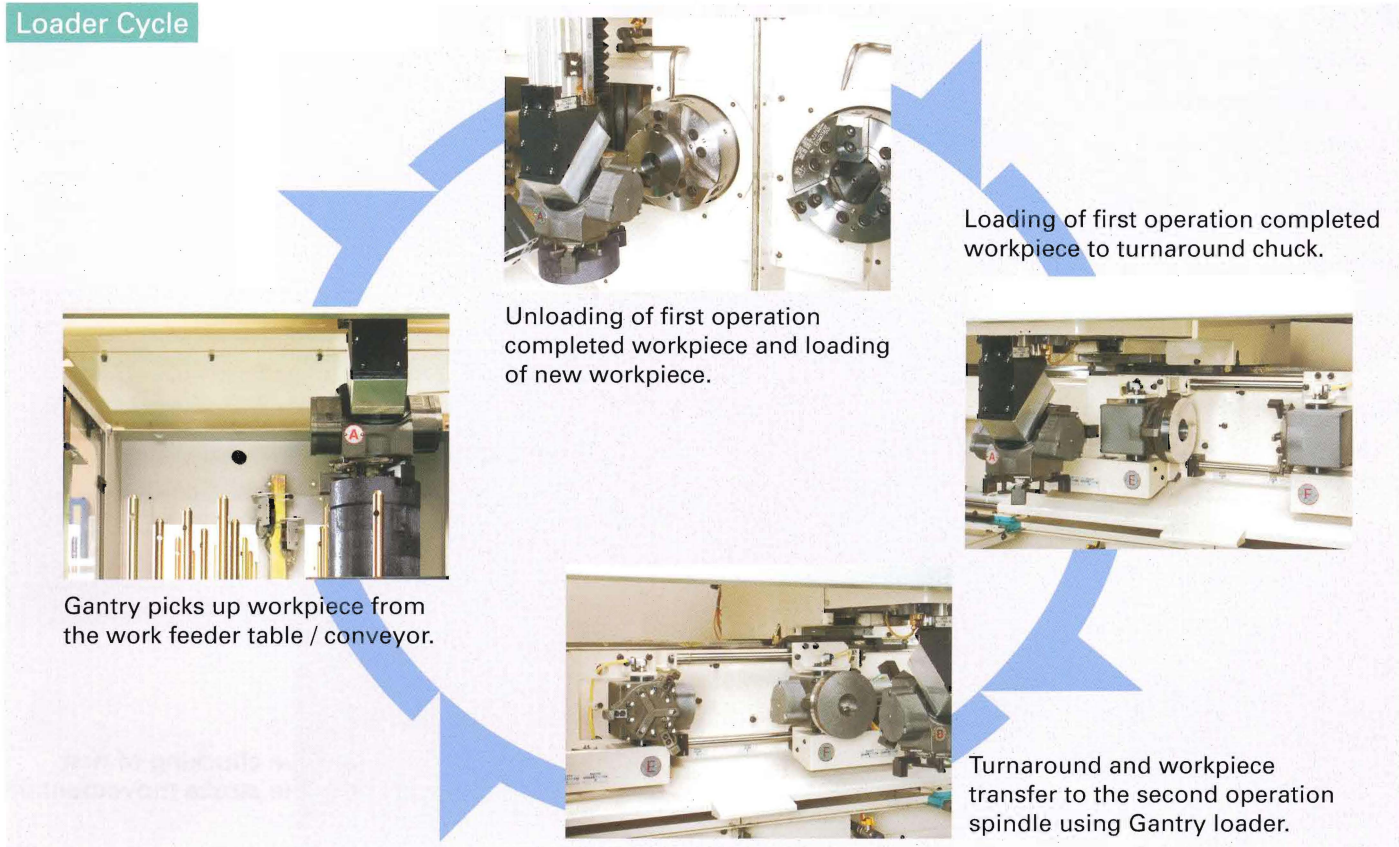 Loader Cycle
Unloading of first operation
completed workpiece and loading
of new workpiece.
Loading of first operation completed
workpiece to turnaround chuck.
A
A
A
E
F
Gantry picks up workpiece from
the work feeder table / conveyor.
E
F
B
Turnaround and workpiece
transfer to the second operation
spindle using Gantry loader.